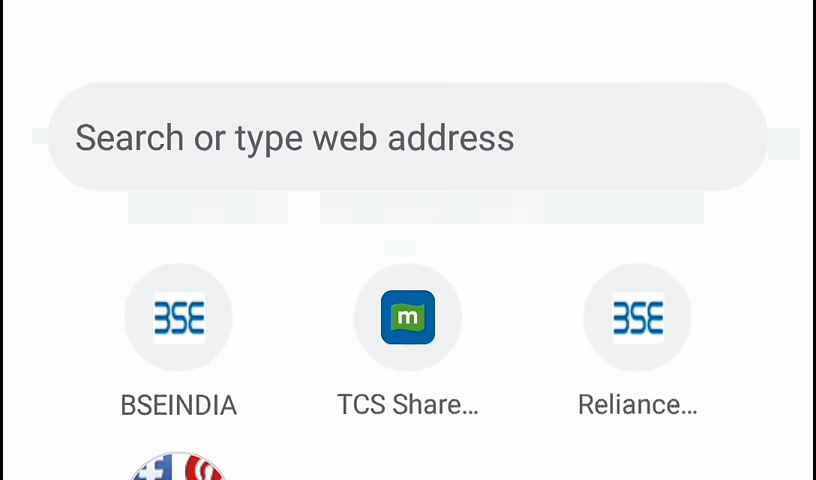 Search or type web address
BSE m BSE
BSEINDIA TCS Share... Reliance...